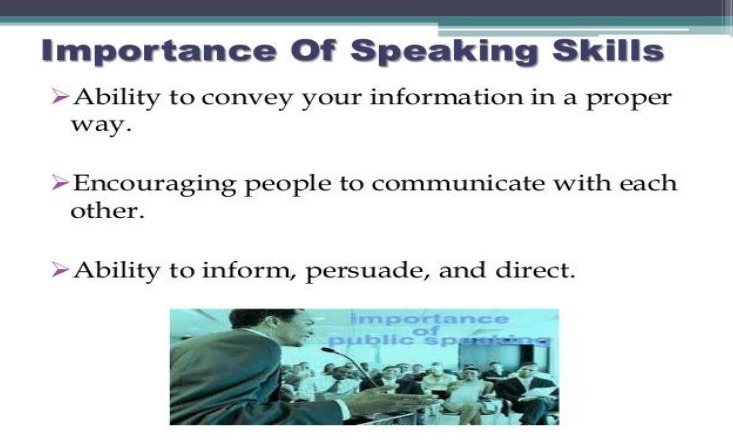 Importance Of Speaking Skills
➢Ability to convey your information in a proper
way.
➢Encouraging people to communicate with each
other.
➢Ability to inform, persuade, and direct.
importance
of
public speaking